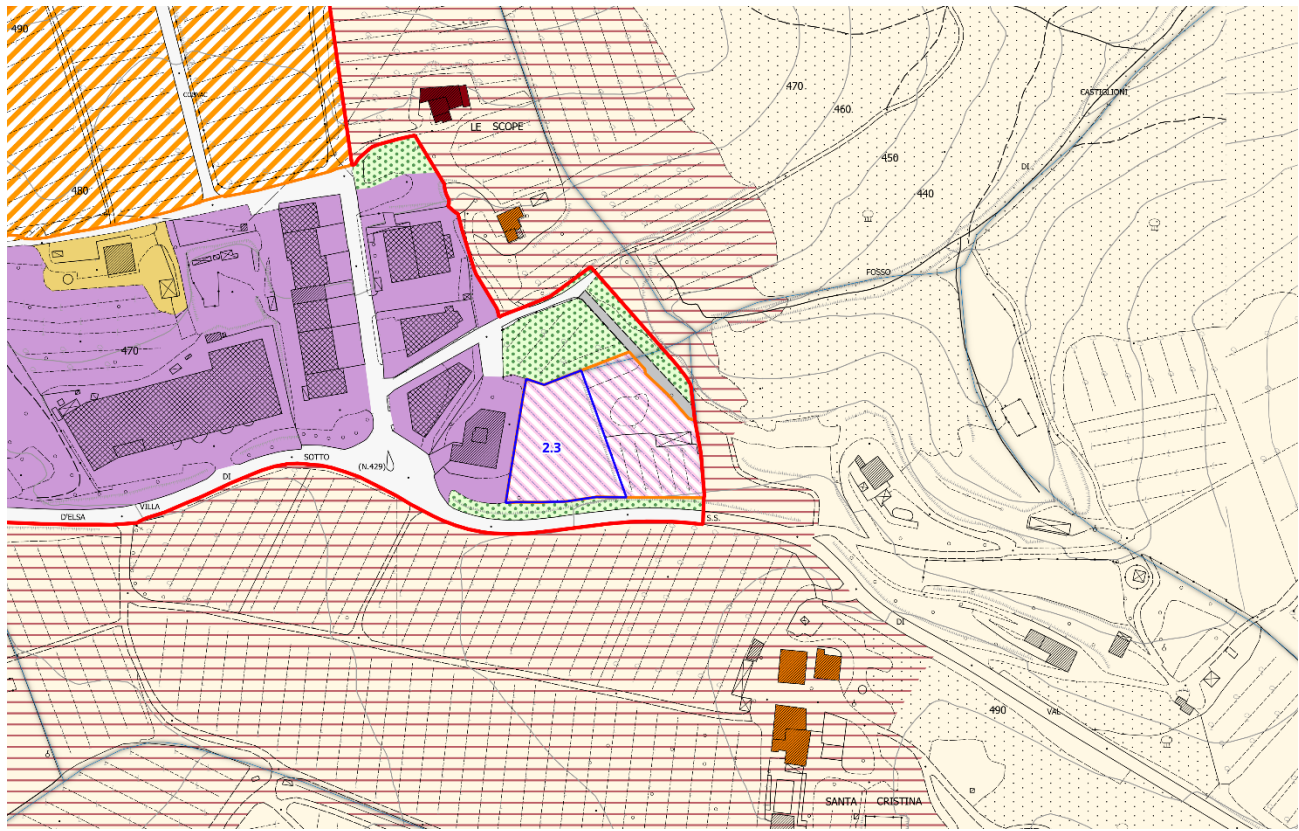 490
470
460
CASTIGLIONI
LE SCOPE
450
DI
480
440
FOSSO
470
2.3
SOTTO
(N.429)
DI
VILLA
D'ELSA
S.S.
DI
490
VAL
SANTA CRISTINA